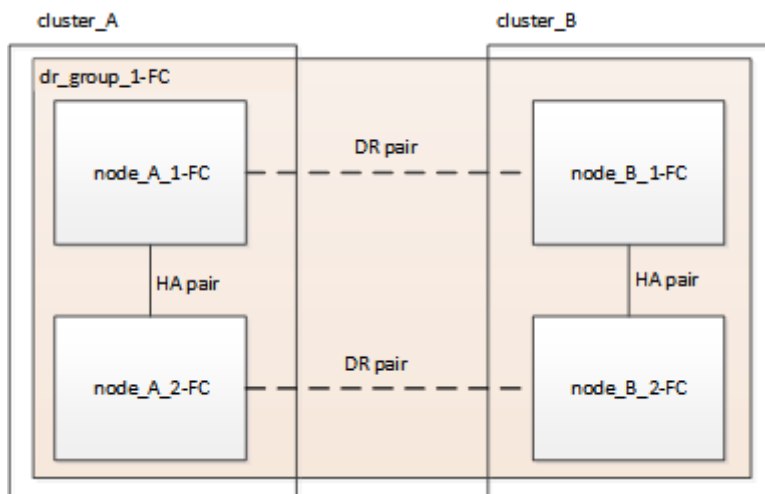 cluster_A
cluster_B
dr_group_1-FC
DR pair
node_A_1-FC
node_B_1-FC
HA pair
HA pair
DR pair
node_A_2-FC
node_B_2-FC